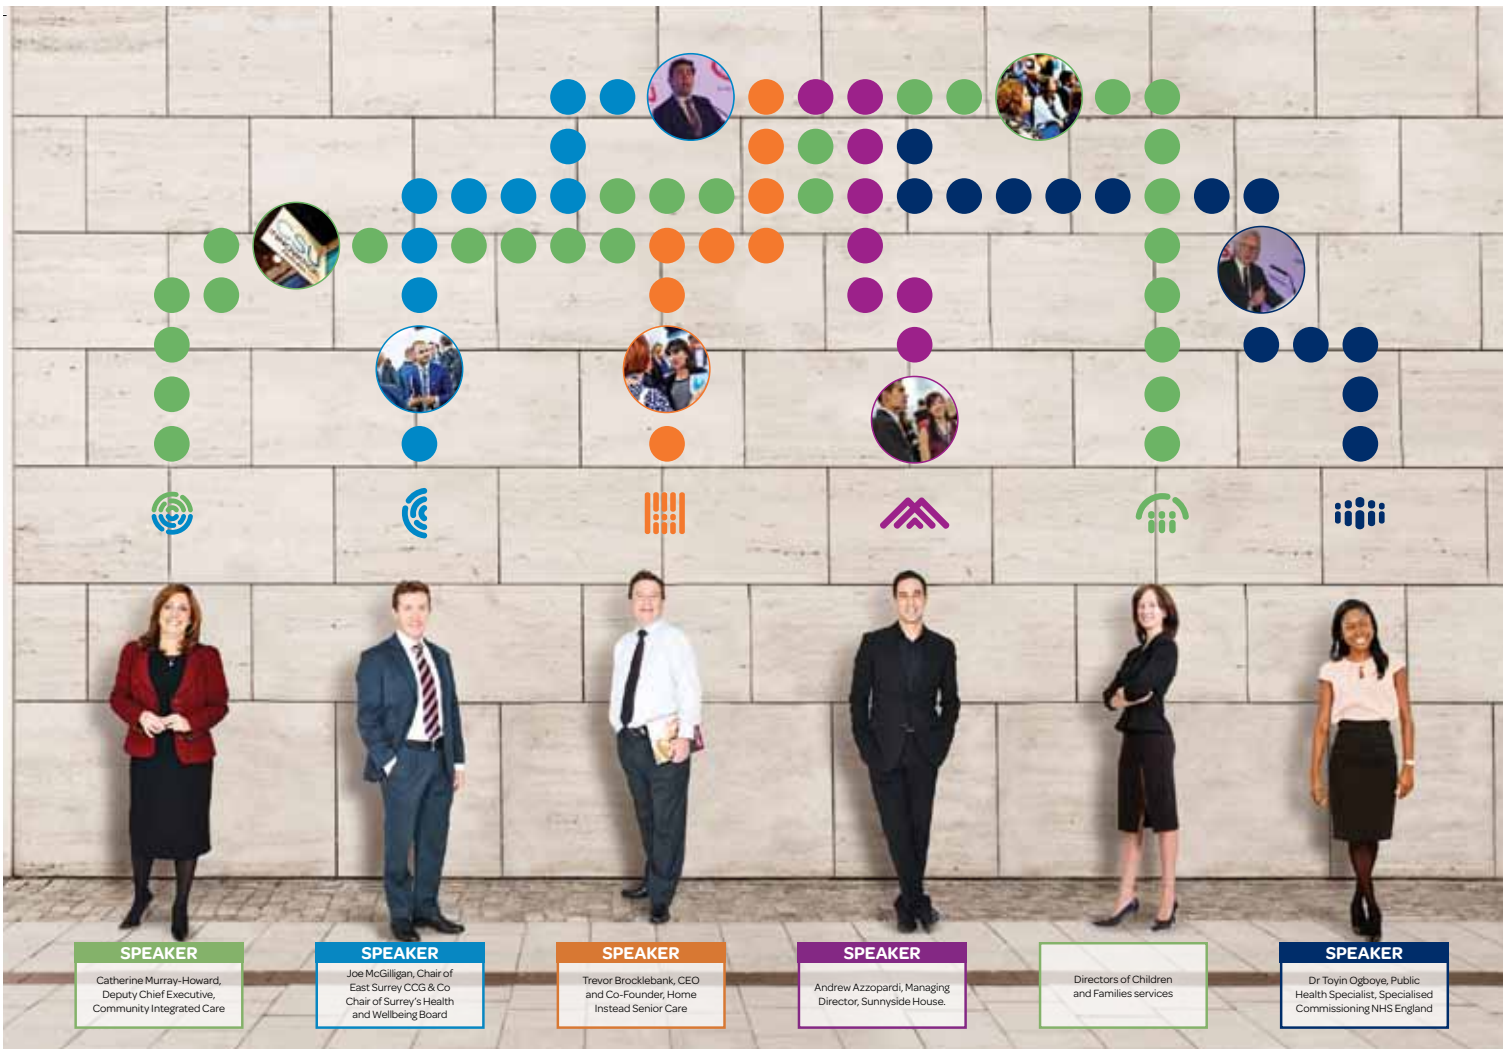 CSU
SPEAKER
Catherine Murray-Howard,
Deputy Chief Executive,
Community Integrated Care
SPEAKER
Joe McGilligan, Chair of
East Surrey CCG & Co
Chair of Surrey's Health
and Wellbeing Board
SPEAKER
Trevor Brocklebank, CEO
and Co-Founder, Home
Instead Senior Care
SPEAKER
Andrew Azzopardi, Managing
Director, Sunnyside House.
Directors of Children
and Families services
SPEAKER
Dr Toyin Ogboye, Public
Health Specialist, Specialised
Commissioning NHS England